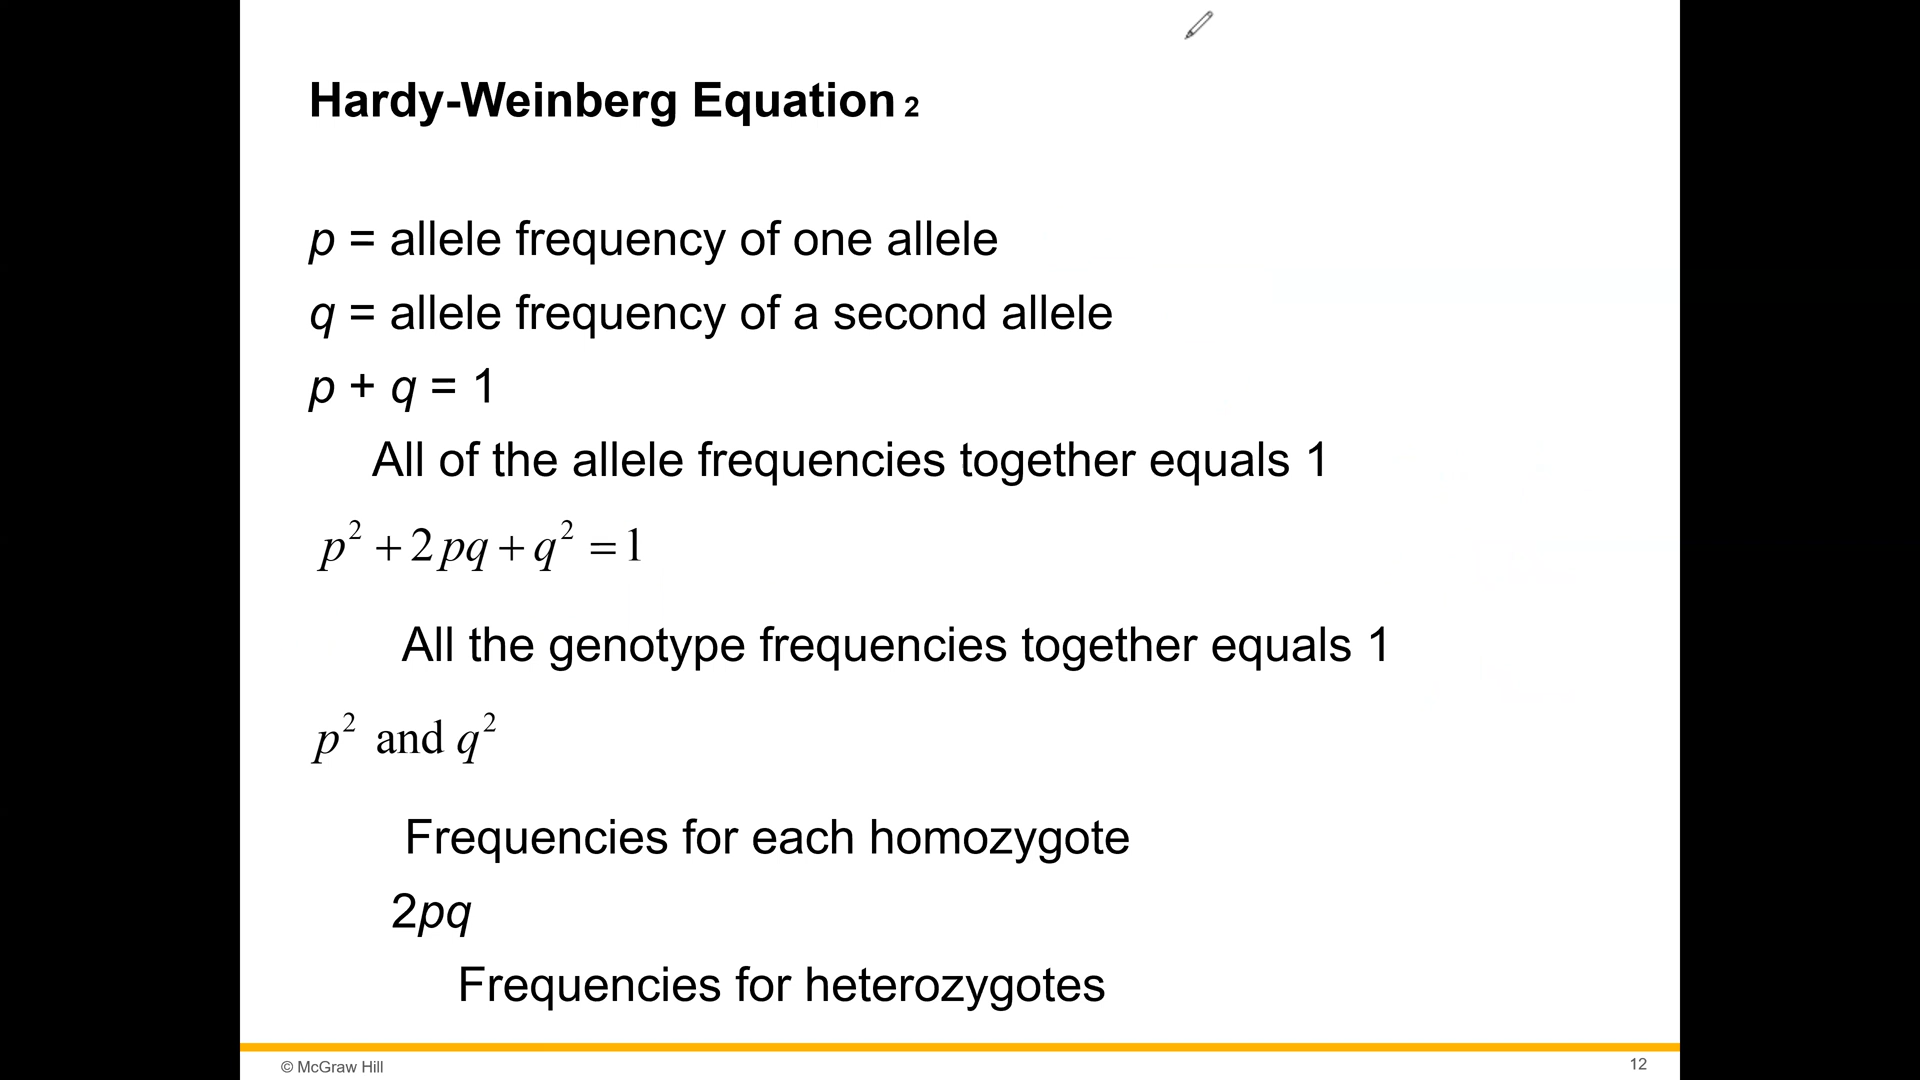 Hardy-Weinberg Equation 2
p = allele frequency of one allele
q = allele frequency of a second allele
p + q = 1
All of the allele frequencies together equals 1
p² + 2pq + q² = 1
All the genotype frequencies together equals 1
p² and q²
Frequencies for each homozygote
2pq
Frequencies for heterozygotes
© McGraw Hill
12